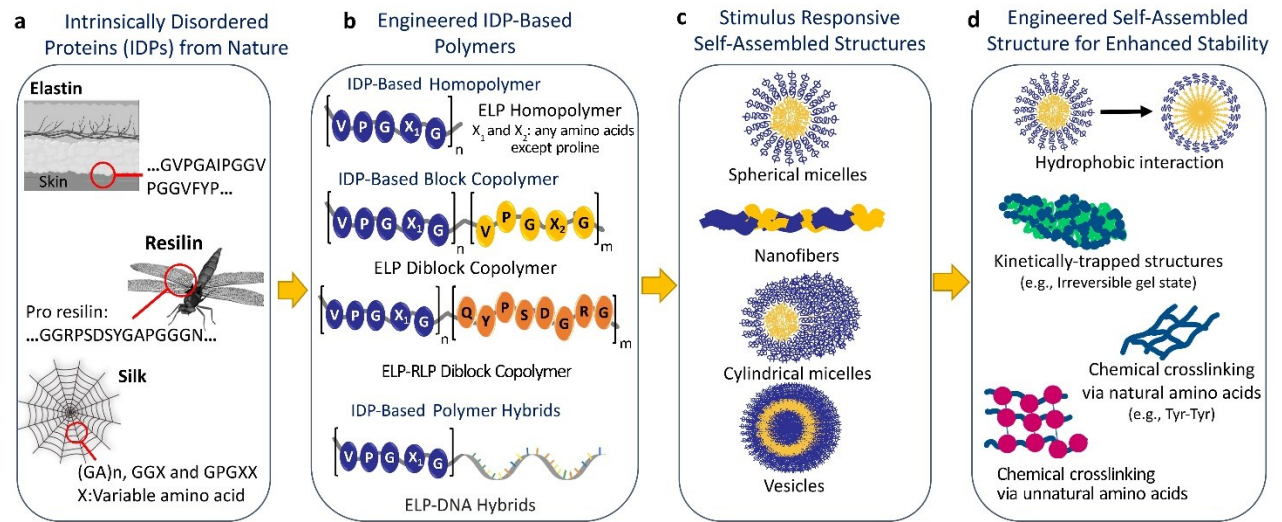 a
Intrinsically Disordered
Proteins (IDPs) from Nature
Elastin
Skin
...GVPGAIPGGV
PGGVFYP...
Resilin
Pro resilin:
...GGRPSDSYGAPGGGN...
Silk
(GA)n, GGX and GPGXX
X:Variable amino acid
b
Engineered IDP-Based
Polymers
IDP-Based Homopolymer
V P G X1 G n
ELP Homopolymer
X1 and X2: any amino acids
except proline
IDP-Based Block Copolymer
V P G X1 G n V P G X2 G m
ELP Diblock Copolymer
V P G X1 G n Q Y P S D G R G m
ELP-RLP Diblock Copolymer
IDP-Based Polymer Hybrids
V P G X1 G n
ELP-DNA Hybrids
c
Stimulus Responsive
Self-Assembled Structures
Spherical micelles
Nanofibers
Cylindrical micelles
Vesicles
d
Engineered Self-Assembled
Structure for Enhanced Stability
Hydrophobic interaction
Kinetically-trapped structures
(e.g., Irreversible gel state)
Chemical crosslinking
via natural amino acids
(e.g., Tyr-Tyr)
Chemical crosslinking
via unnatural amino acids